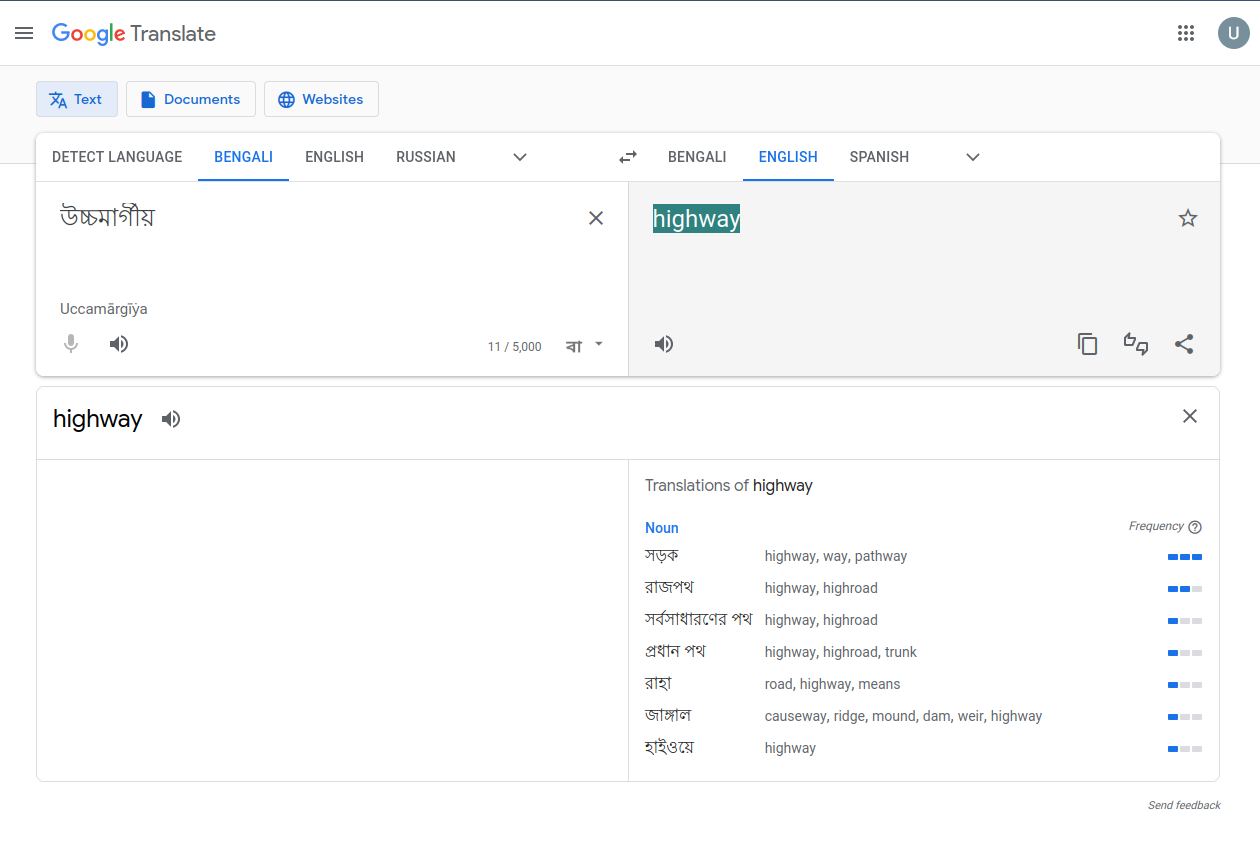 Google Translate
U
Text Documents Websites
DETECT LANGUAGE BENGALI ENGLISH RUSSIAN BENGALI ENGLISH SPANISH
উচ্চমার্গীয়
highway
Uccamārgīẏa
11 / 5,000 বা
highway
Translations of highway
Noun Frequency
সড়ক highway, way, pathway
রাজপথ highway, highroad
সর্বসাধারণের পথ highway, highroad
প্রধান পথ highway, highroad, trunk
রাহা road, highway, means
জাঙ্গাল causeway, ridge, mound, dam, weir, highway
হাইওয়ে highway
Send feedback